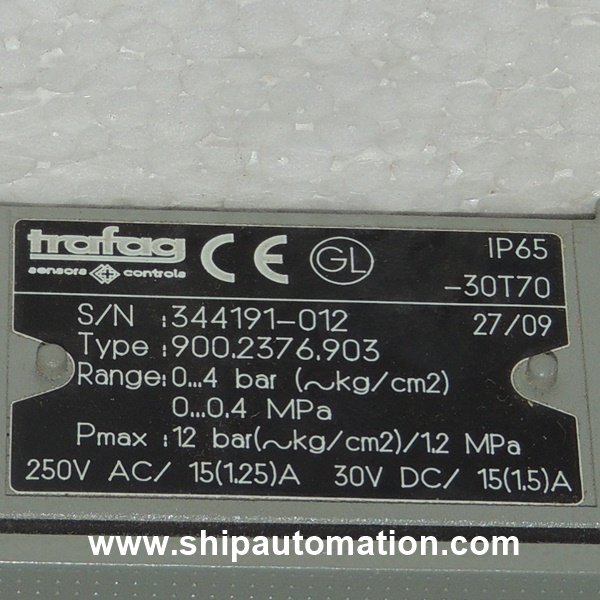 trafag CE GL IP65
sensors controls -30T70
S/N :344191-012 27/09
Type :900.2376.903
Range:0...4 bar (~kg/cm2)
0...0.4 MPa
Pmax :12 bar(~kg/cm2)/1.2 MPa
250V AC/ 15(1.25)A 30V DC/ 15(1.5)A
www.shipautomation.com